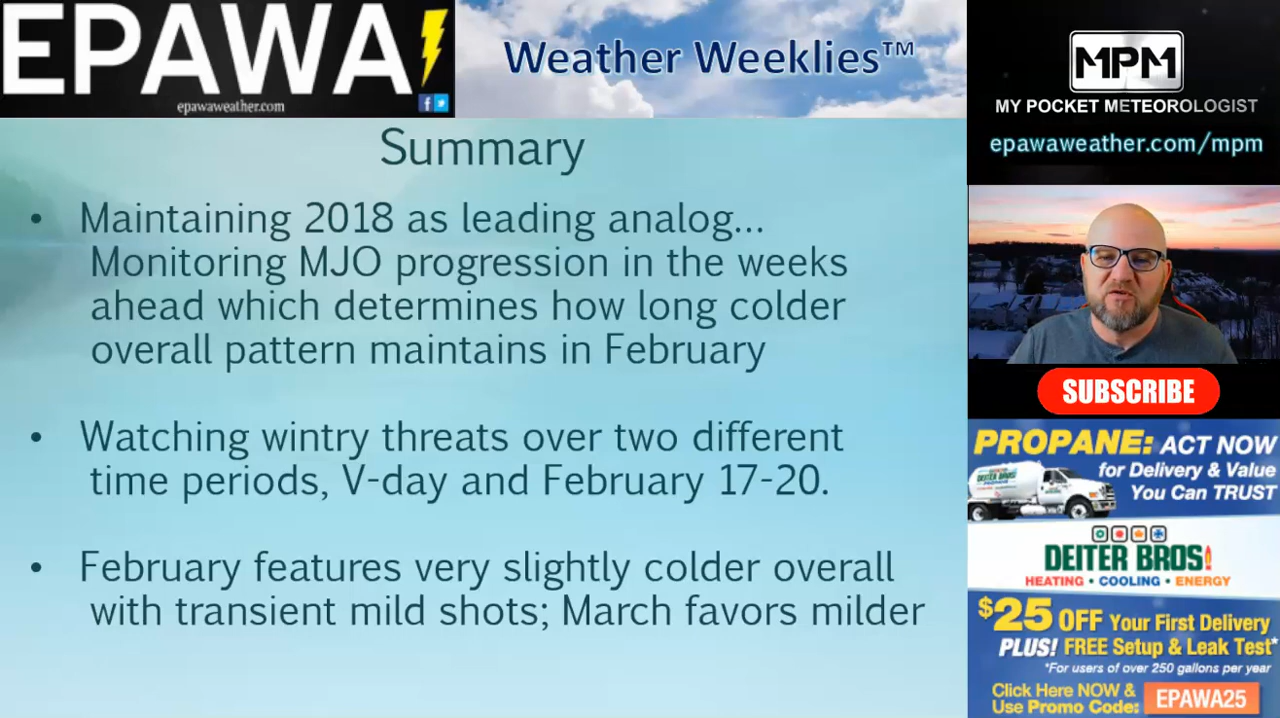 EPAWA
epawaweather.com
Weather Weeklies™
MPM
MY POCKET METEOROLOGIST
epawaweather.com/mpm
Summary
• Maintaining 2018 as leading analog...
Monitoring MJO progression in the weeks
ahead which determines how long colder
overall pattern maintains in February
• Watching wintry threats over two different
time periods, V-day and February 17-20.
• February features very slightly colder overall
with transient mild shots; March favors milder
SUBSCRIBE
PROPANE: ACT NOW
for Delivery & Value
You Can TRUST
DEITER BROS!
HEATING • COOLING • ENERGY
$25 OFF Your First Delivery
PLUS! FREE Setup & Leak Test*
*For users of over 250 gallons per year
Click Here NOW &
Use Promo Code: EPAWA25